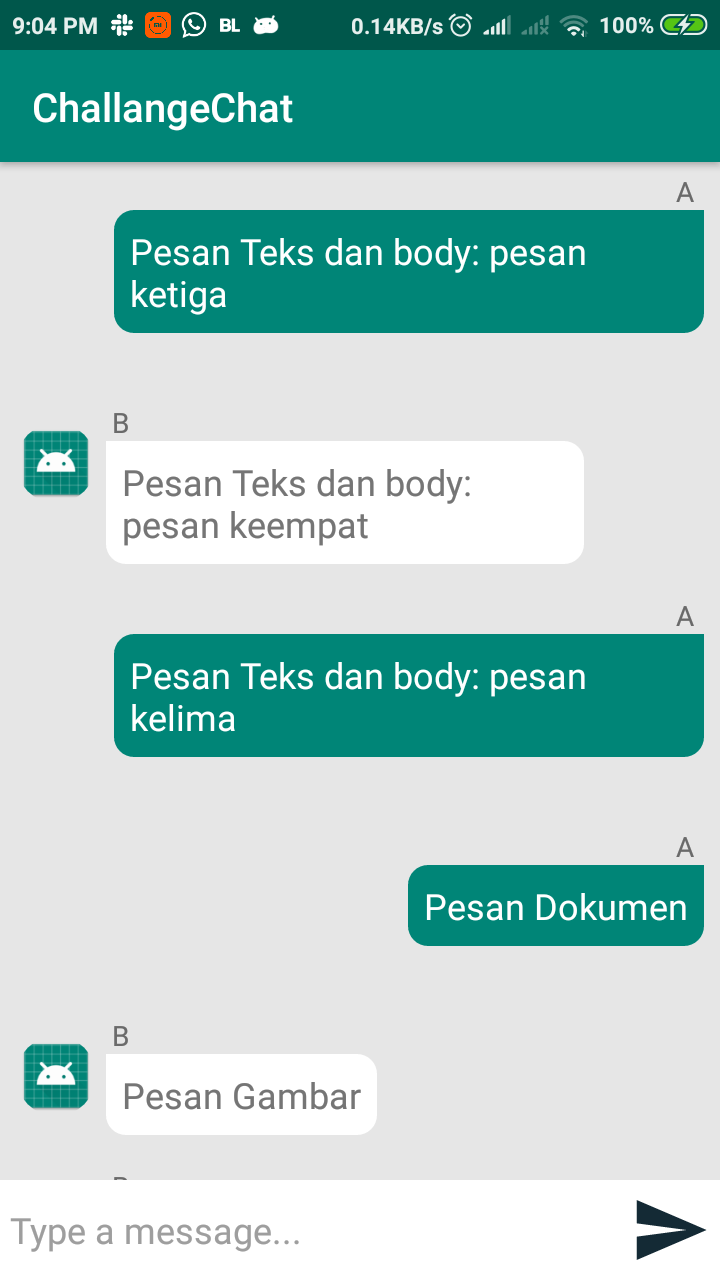 9:04 PM BL 0.14KB/s 100%
ChallangeChat
A
Pesan Teks dan body: pesan
ketiga
B
Pesan Teks dan body:
pesan keempat
A
Pesan Teks dan body: pesan
kelima
A
Pesan Dokumen
B
Pesan Gambar
Type a message...